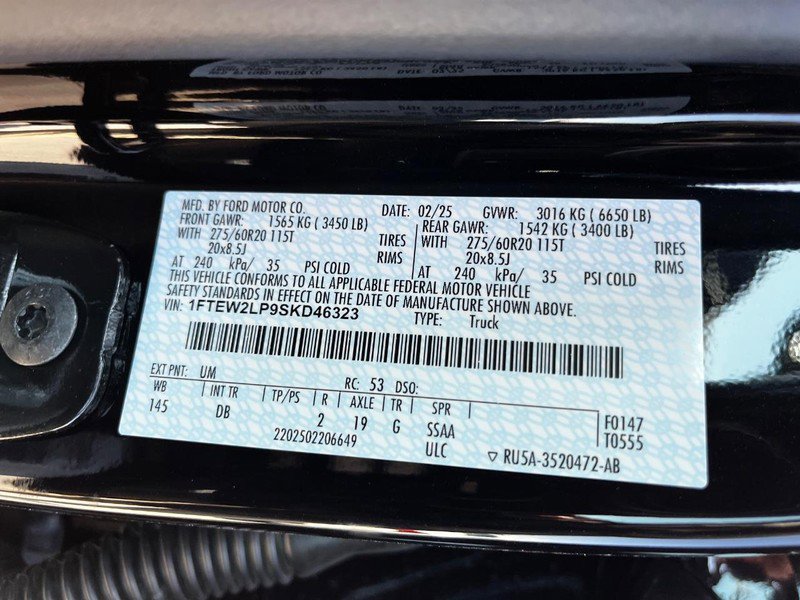 MFD. BY FORD MOTOR CO. DATE: 02/25 GVWR: 3016 KG ( 6650 LB)
FRONT GAWR: 1565 KG ( 3450 LB) REAR GAWR: 1542 KG ( 3400 LB)
WITH 275/60R20 115T TIRES WITH 275/60R20 115T TIRES
20x8.5J RIMS 20x8.5J RIMS
AT 240 kPa/ 35 PSI COLD AT 240 kPa/ 35 PSI COLD
THIS VEHICLE CONFORMS TO ALL APPLICABLE FEDERAL MOTOR VEHICLE
SAFETY STANDARDS IN EFFECT ON THE DATE OF MANUFACTURE SHOWN ABOVE.
VIN: 1FTEW2LP9SKD46323 TYPE: Truck
EXT PNT: UM RC: 53 DSO:
WB INT TR TP/PS R AXLE TR SPR F0147
145 DB 2 19 G SSAA T0555
2202502206649 ULC ▽ RU5A-3520472-AB